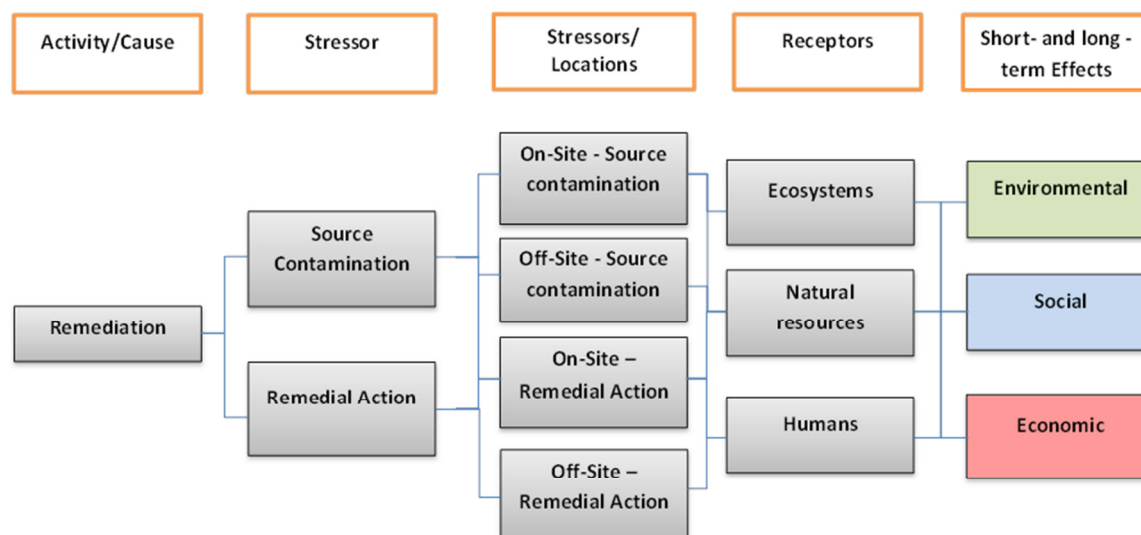 Activity/Cause
Stressor
Stressors/
Locations
Receptors
Short- and long -
term Effects
On-Site - Source
contamination
Ecosystems
Environmental
Source
Contamination
Off-Site - Source
contamination
Natural
resources
Social
Remediation
On-Site –
Remedial Action
Remedial Action
Humans
Economic
Off-Site –
Remedial Action